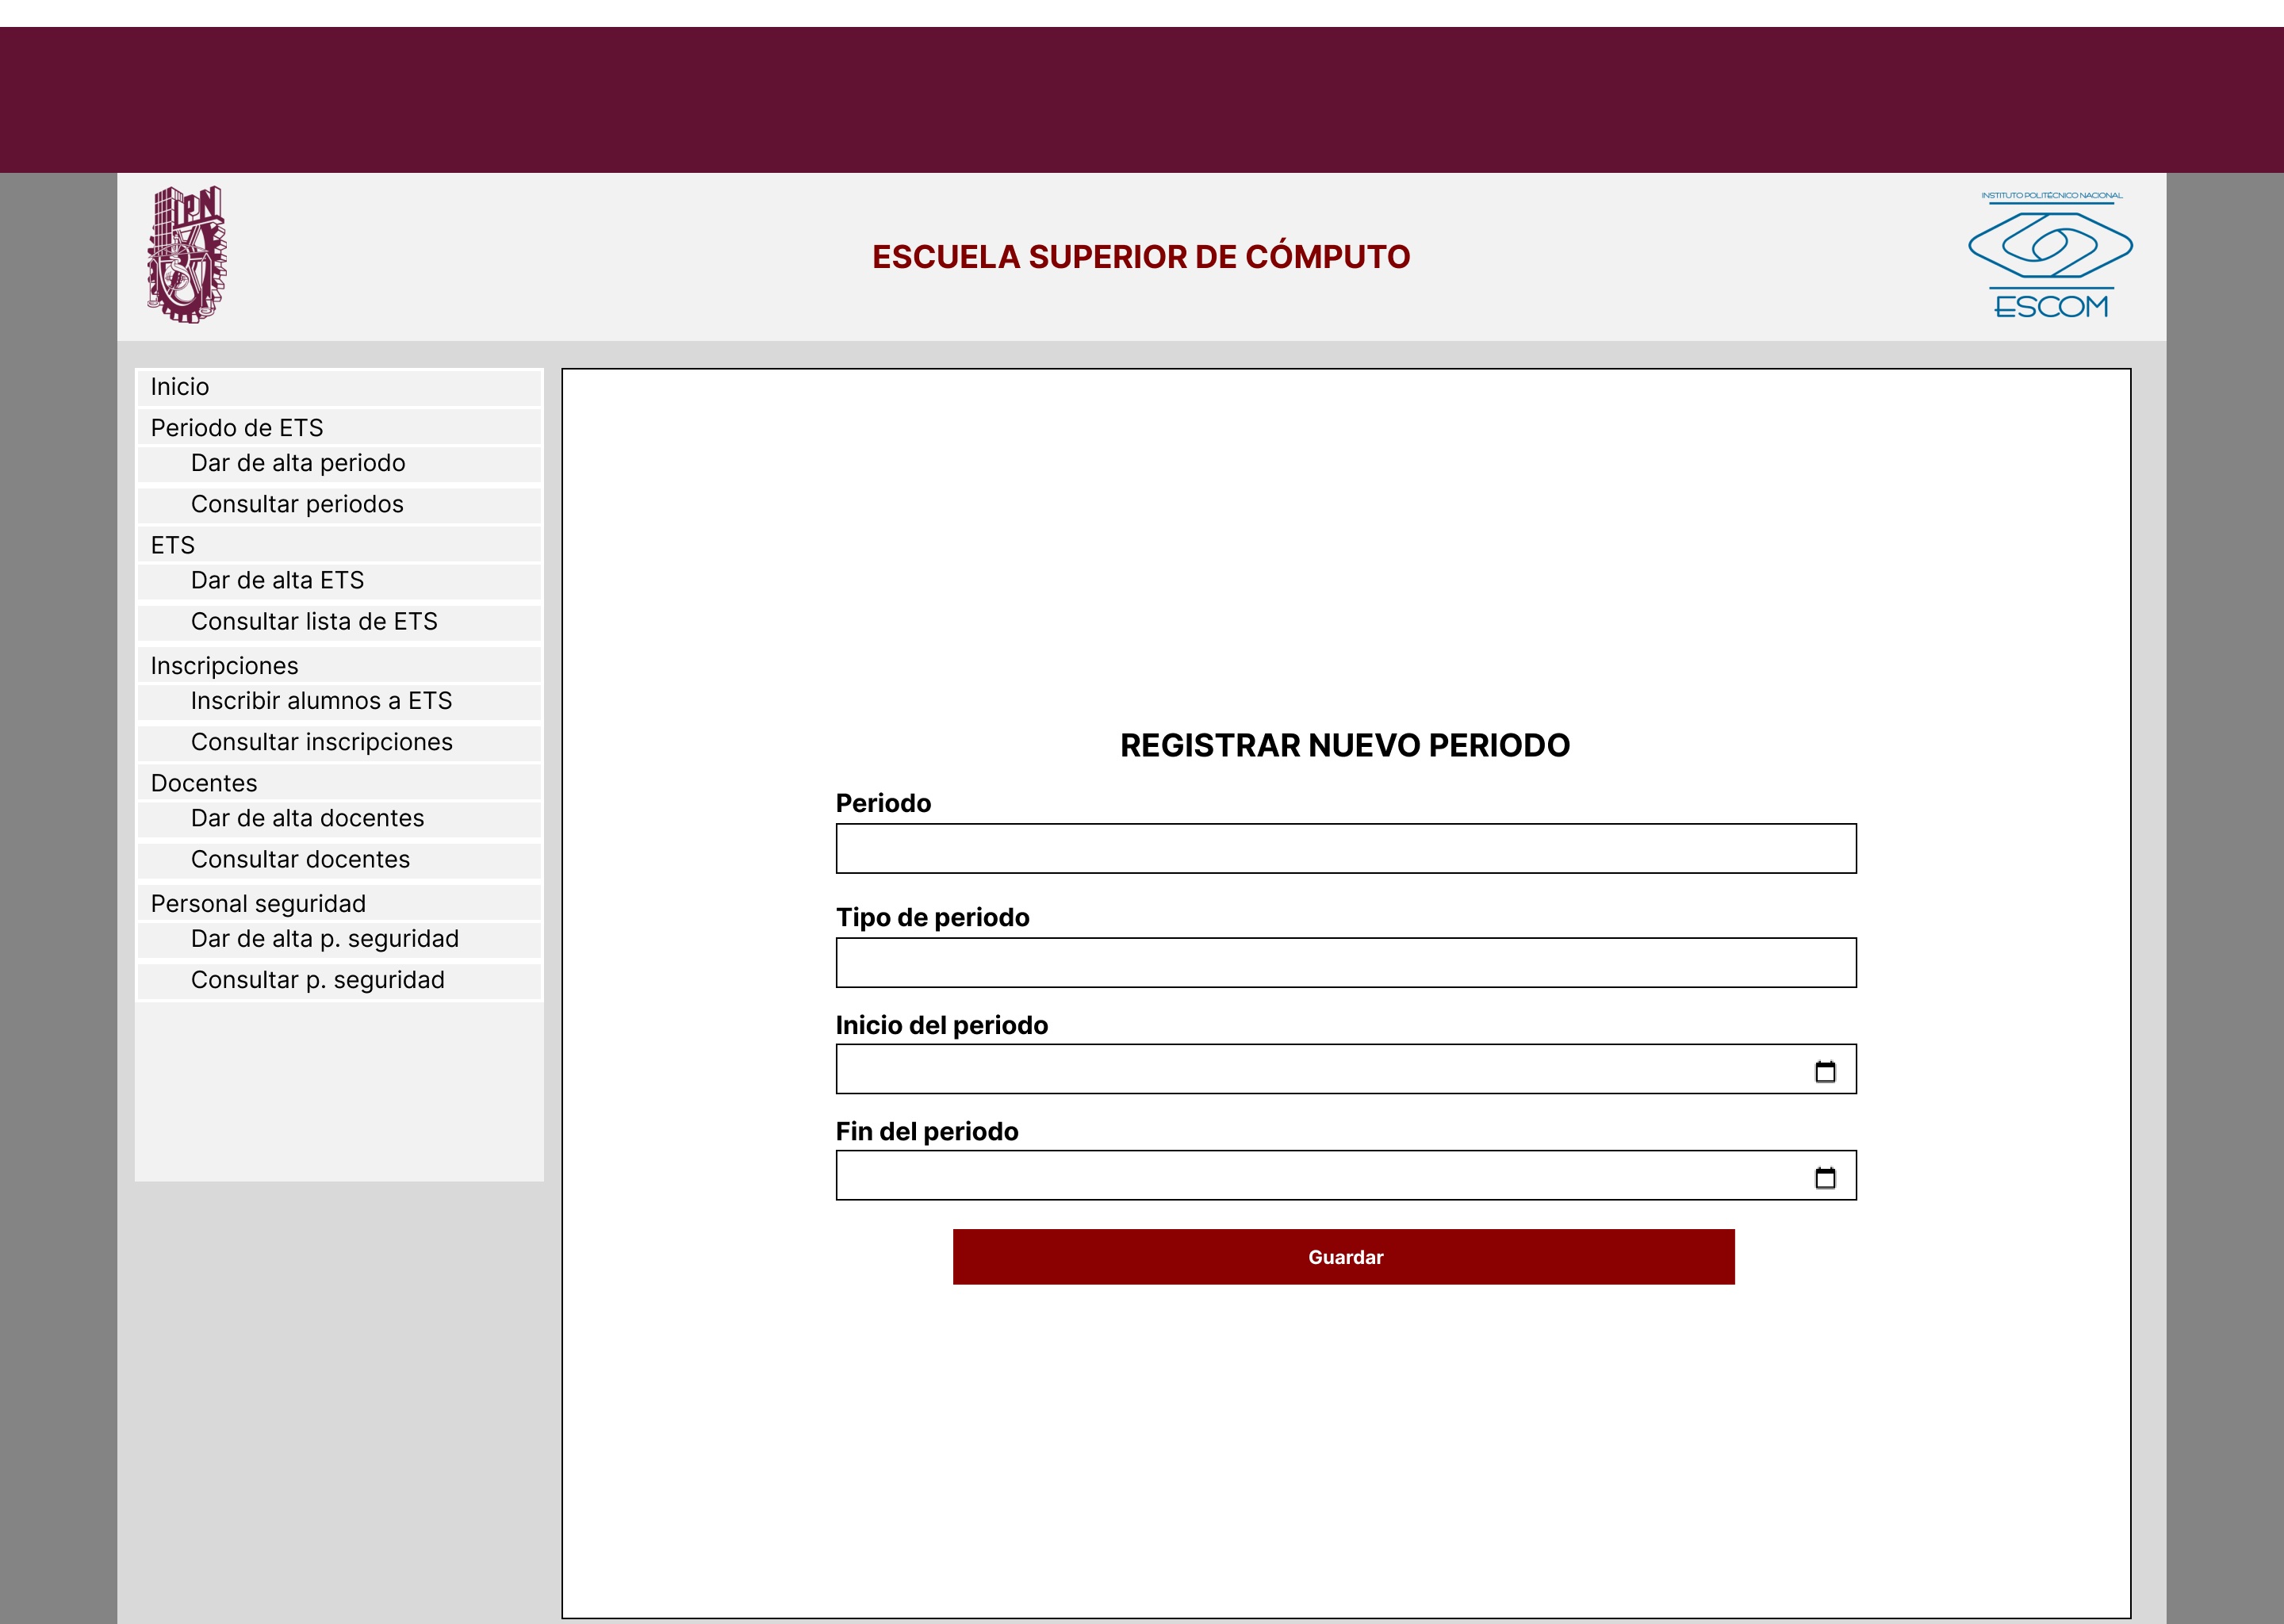 IPN
INSTITUTO POLITÉCNICO NACIONAL
ESCUELA SUPERIOR DE CÓMPUTO
ESCOM
Inicio
Periodo de ETS
Dar de alta periodo
Consultar periodos
ETS
Dar de alta ETS
Consultar lista de ETS
Inscripciones
Inscribir alumnos a ETS
Consultar inscripciones
Docentes
Dar de alta docentes
Consultar docentes
Personal seguridad
Dar de alta p. seguridad
Consultar p. seguridad
REGISTRAR NUEVO PERIODO
Periodo
Tipo de periodo
Inicio del periodo
Fin del periodo
Guardar